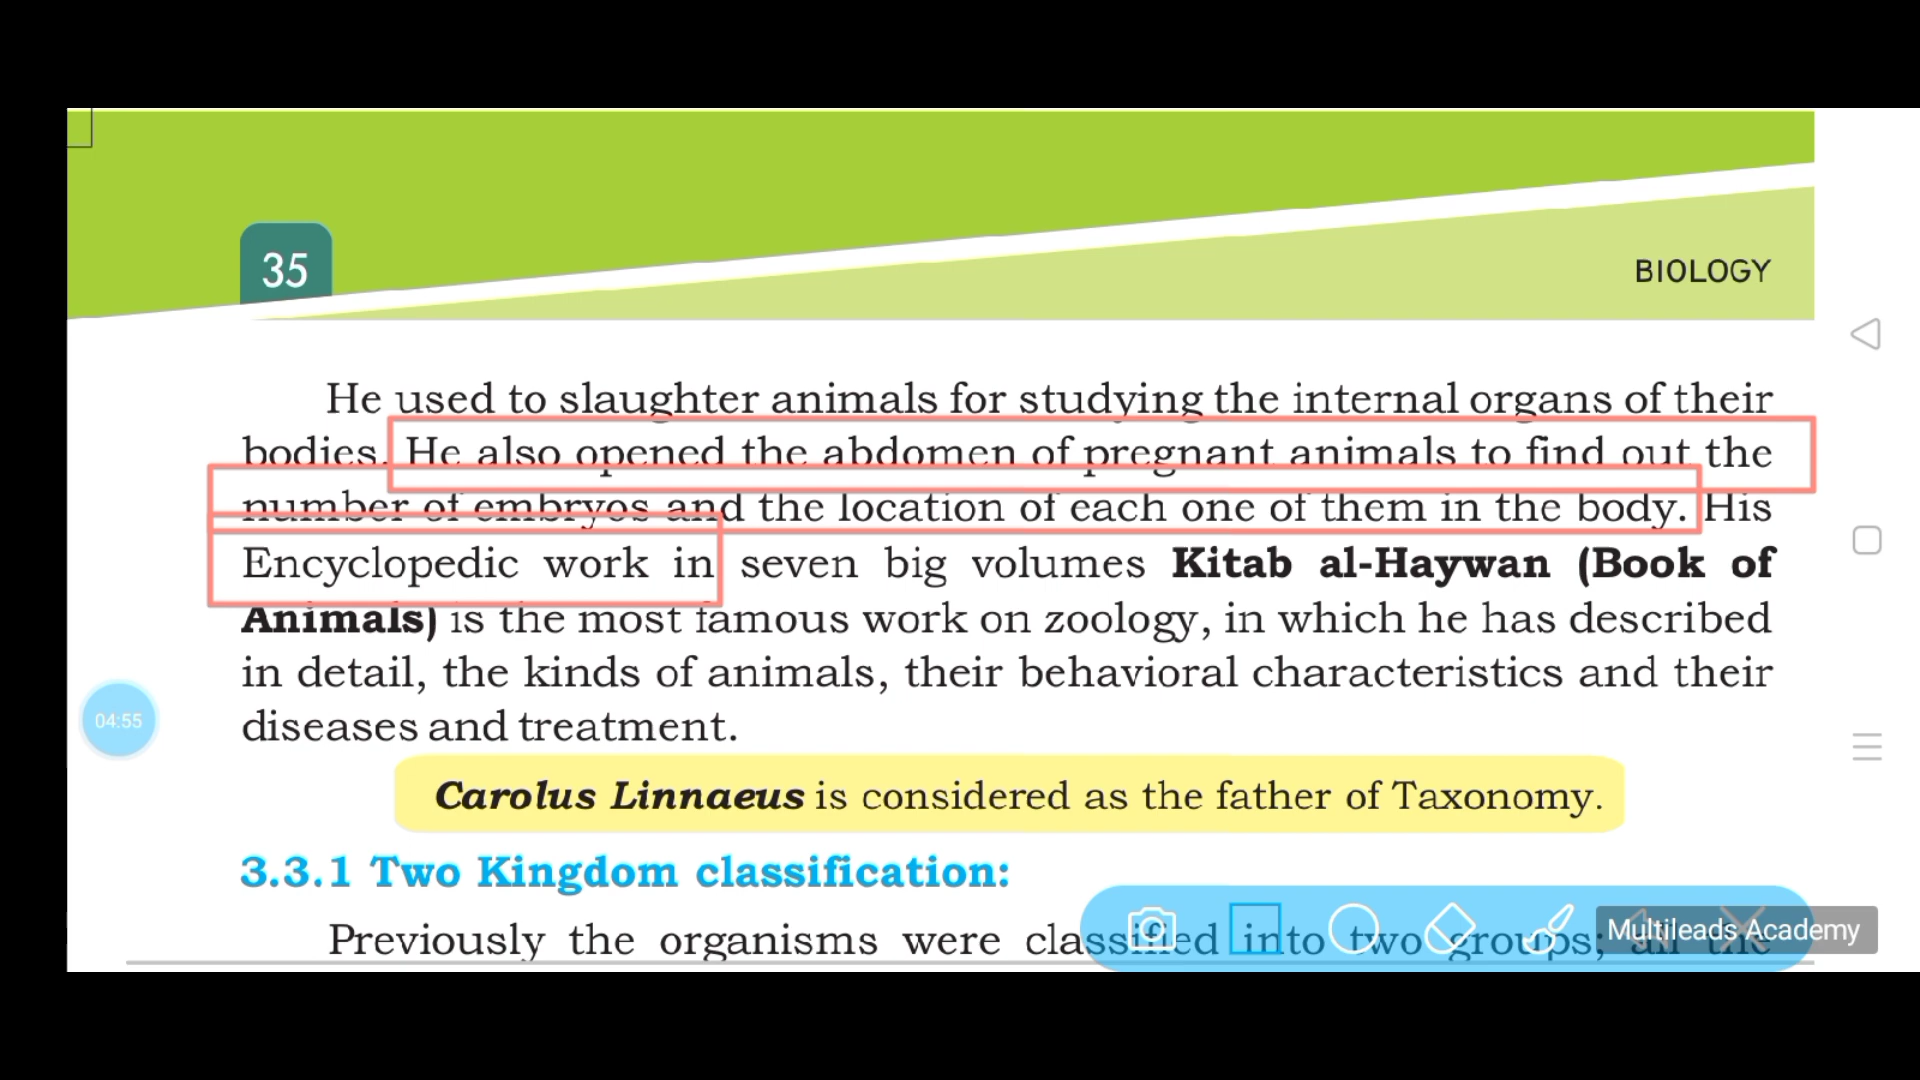 35
BIOLOGY
He used to slaughter animals for studying the internal organs of their
bodies. He also opened the abdomen of pregnant animals to find out the
number of embryos and the location of each one of them in the body. His
Encyclopedic work in seven big volumes Kitab al-Haywan (Book of
Animals) is the most famous work on zoology, in which he has described
in detail, the kinds of animals, their behavioral characteristics and their
diseases and treatment.
04:55
Carolus Linnaeus is considered as the father of Taxonomy.
3.3.1 Two Kingdom classification:
Previously the organisms were classified into two groups; all the
Multileads Academy